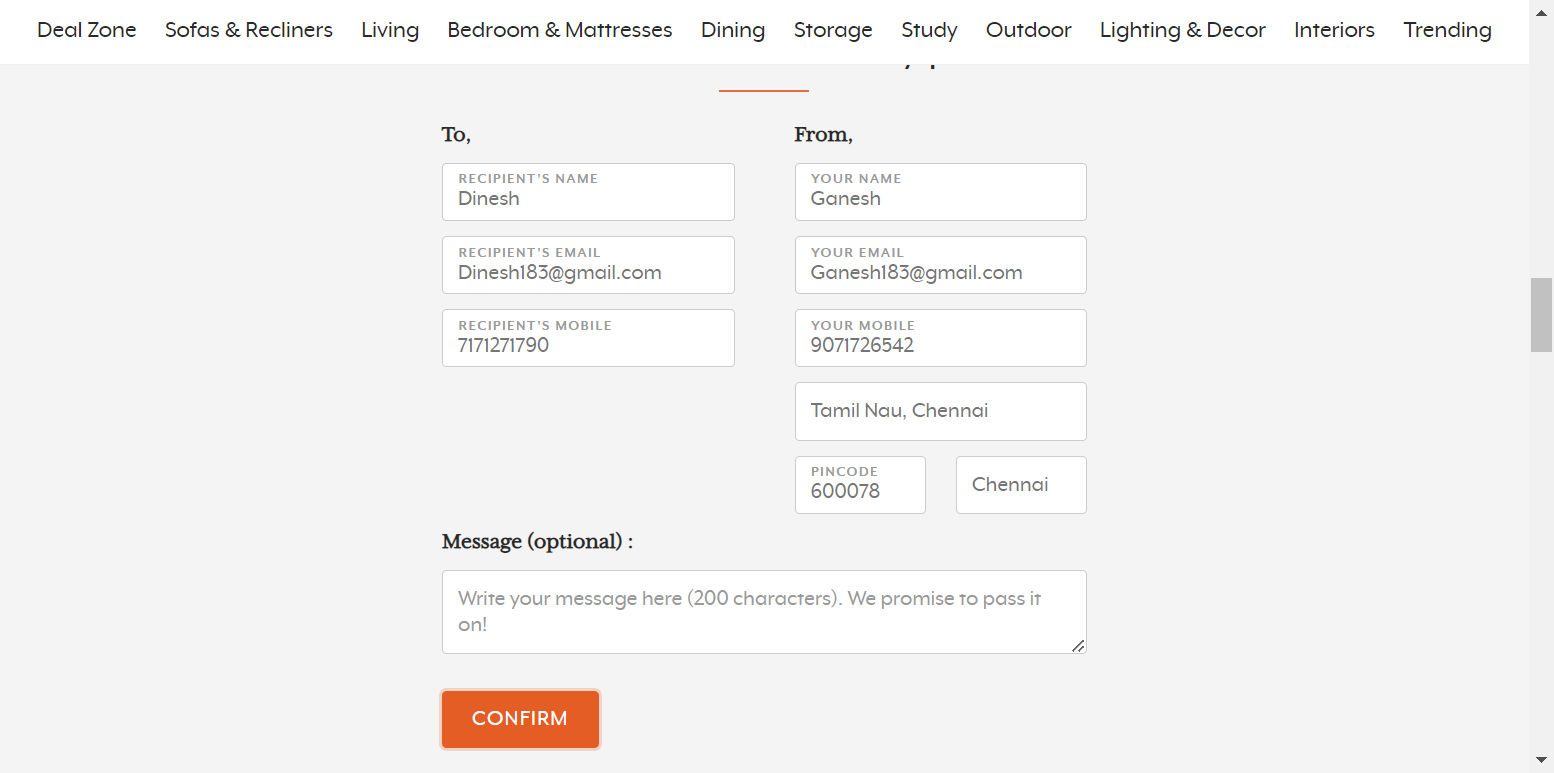 Deal Zone Sofas & Recliners Living Bedroom & Mattresses Dining Storage Study Outdoor Lighting & Decor Interiors Trending
To,
RECIPIENT'S NAME
Dinesh
RECIPIENT'S EMAIL
Dinesh183@gmail.com
RECIPIENT'S MOBILE
7171271790
From,
YOUR NAME
Ganesh
YOUR EMAIL
Ganesh183@gmail.com
YOUR MOBILE
9071726542
Tamil Nau, Chennai
PINCODE
600078
Chennai
Message (optional) :
Write your message here (200 characters). We promise to pass it
on!
CONFIRM